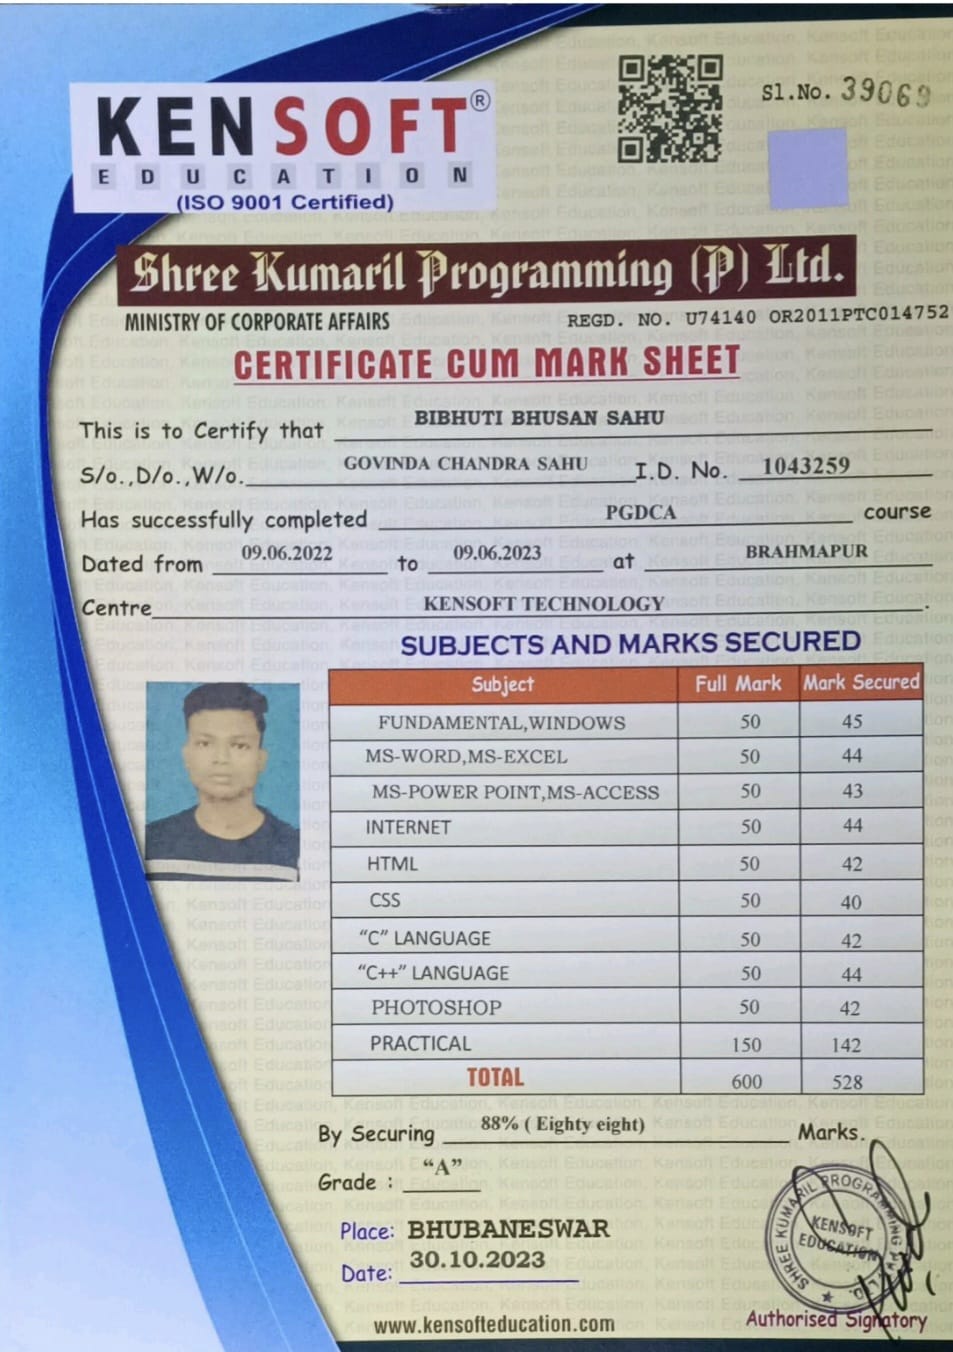 KENSOFT®
EDUCATION
(ISO 9001 Certified)
Sl.No. 39069
Shree Kumaril Programming (P) Ltd.
MINISTRY OF CORPORATE AFFAIRS
REGD. NO. U74140 OR2011PTC014752
CERTIFICATE CUM MARK SHEET
This is to Certify that BIBHUTI BHUSAN SAHU
S/o.,D/o.,W/o. GOVINDA CHANDRA SAHU I.D. No. 1043259
Has successfully completed PGDCA course
Dated from 09.06.2022 to 09.06.2023 at BRAHMAPUR
Centre KENSOFT TECHNOLOGY.
SUBJECTS AND MARKS SECURED
Subject Full Mark Mark Secured
FUNDAMENTAL,WINDOWS 50 45
MS-WORD,MS-EXCEL 50 44
MS-POWER POINT,MS-ACCESS 50 43
INTERNET 50 44
HTML 50 42
CSS 50 40
“C” LANGUAGE 50 42
“C++” LANGUAGE 50 44
PHOTOSHOP 50 42
PRACTICAL 150 142
TOTAL 600 528
By Securing 88% ( Eighty eight) Marks.
Grade : “A”
Place: BHUBANESWAR
Date: 30.10.2023
SHREE KUMARIL PROGRAMMING
KENSOFT
EDUCATION
www.kensofteducation.com
Authorised Signatory